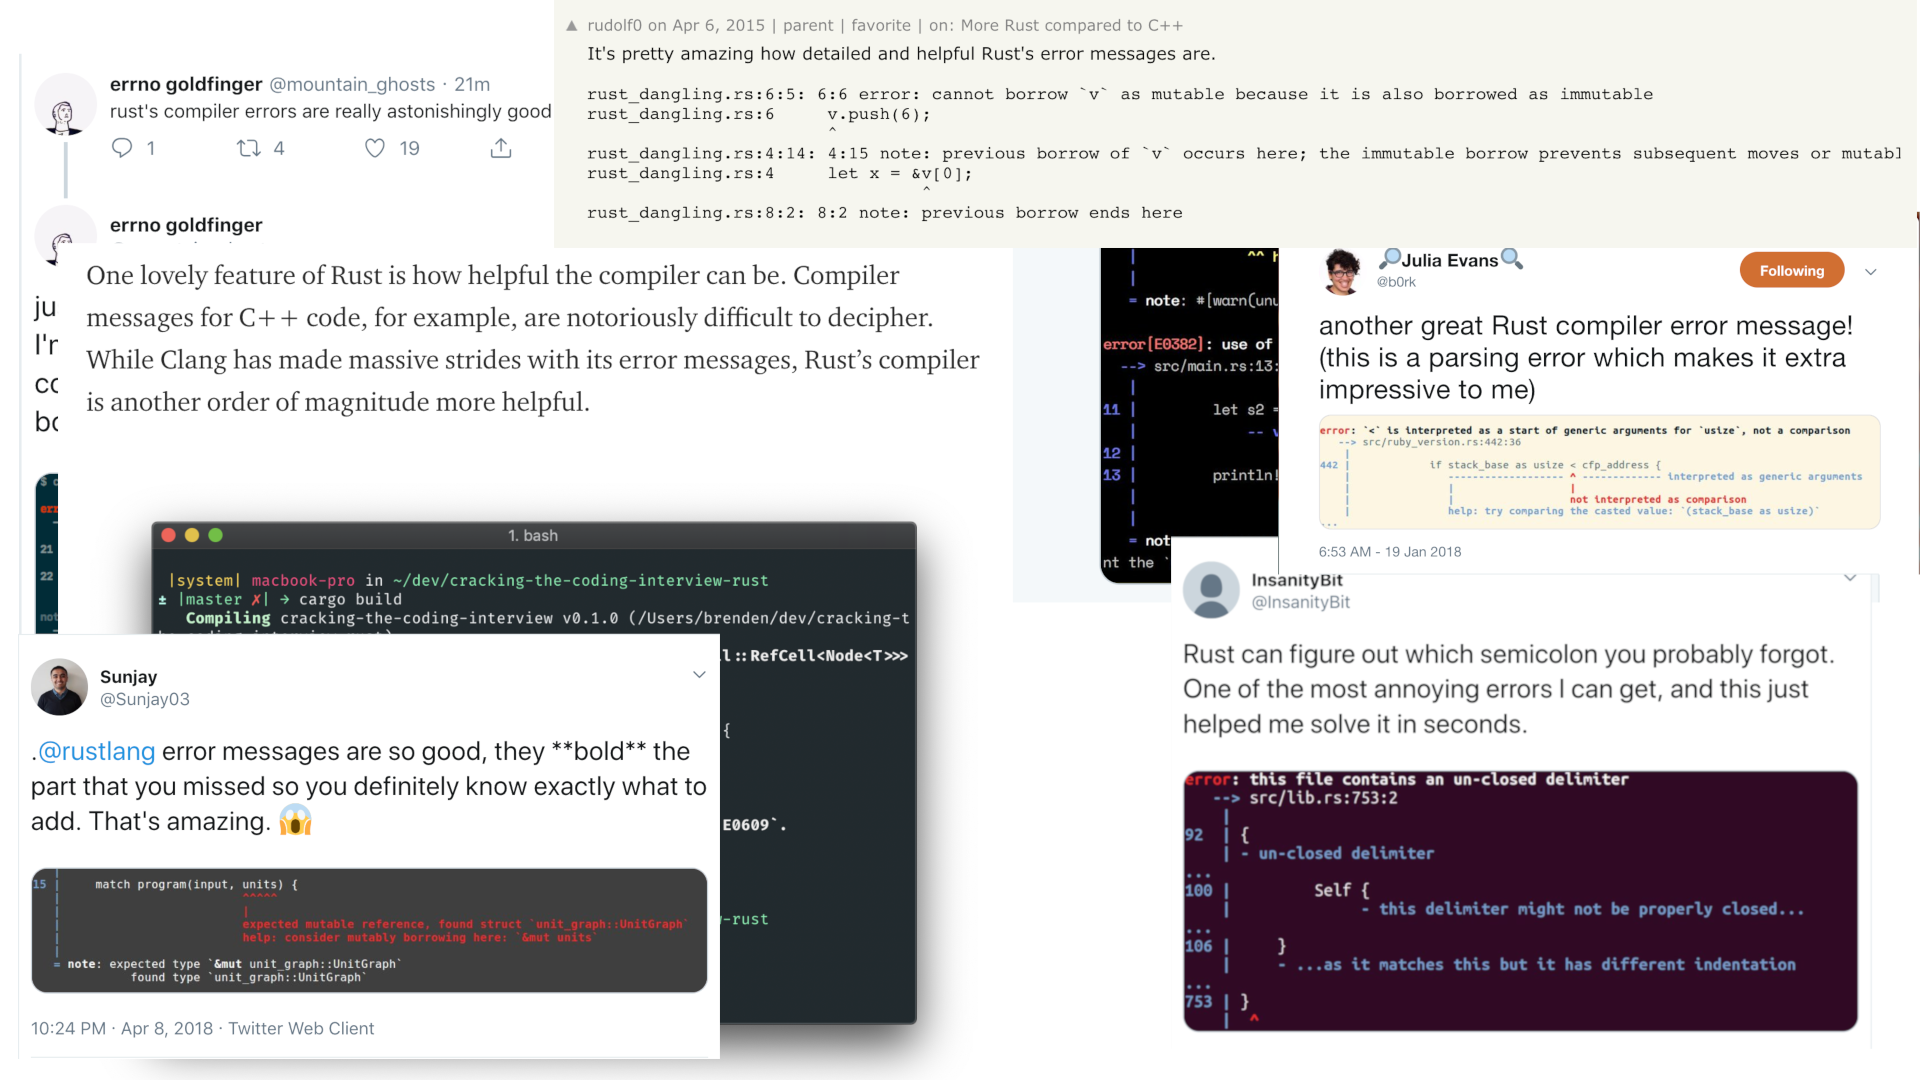 ▲ rudolf0 on Apr 6, 2015 | parent | favorite | on: More Rust compared to C++
It's pretty amazing how detailed and helpful Rust's error messages are.
rust_dangling.rs:6:5: 6:6 error: cannot borrow `v` as mutable because it is also borrowed as immutable
rust_dangling.rs:6     v.push(6);
^
rust_dangling.rs:4:14: 4:15 note: previous borrow of `v` occurs here; the immutable borrow prevents subsequent moves or mutabl
rust_dangling.rs:4     let x = &v[0];
^
rust_dangling.rs:8:2: 8:2 note: previous borrow ends here
errno goldfinger @mountain_ghosts · 21m
rust's compiler errors are really astonishingly good
1 4 19
errno goldfinger
ju
I'm
co
bo
$ c
err
21
22
not
One lovely feature of Rust is how helpful the compiler can be. Compiler
messages for C++ code, for example, are notoriously difficult to decipher.
While Clang has made massive strides with its error messages, Rust's compiler
is another order of magnitude more helpful.
1. bash
|system| macbook-pro in ~/dev/cracking-the-coding-interview-rust
± |master ✗| → cargo build
Compiling cracking-the-coding-interview v0.1.0 (/Users/brenden/dev/cracking-t
l::RefCell<Node<T>>>
{
E0609`.
-rust
Sunjay
@Sunjay03
.@rustlang error messages are so good, they **bold** the
part that you missed so you definitely know exactly what to
add. That's amazing. 😱
15 |     match program(input, units) {
^^^^^
|
expected mutable reference, found struct `unit_graph::UnitGraph`
help: consider mutably borrowing here: `&mut units`
= note: expected type `&mut unit_graph::UnitGraph`
found type `unit_graph::UnitGraph`
10:24 PM · Apr 8, 2018 · Twitter Web Client
^^
= note: #[warn(unu
error[E0382]: use of
--> src/main.rs:13:
11 |     let s2 =
-- v
12 |
13 |     println!
= not
nt the `
🔎Julia Evans🔍
@b0rk
Following
another great Rust compiler error message!
(this is a parsing error which makes it extra
impressive to me)
error: `<` is interpreted as a start of generic arguments for `usize`, not a comparison
--> src/ruby_version.rs:442:36
442 |     if stack_base as usize < cfp_address {
------------------- ^ ------------- interpreted as generic arguments
not interpreted as comparison
help: try comparing the casted value: `(stack_base as usize)`
...
6:53 AM - 19 Jan 2018
InsanityBit
@InsanityBit
Rust can figure out which semicolon you probably forgot.
One of the most annoying errors I can get, and this just
helped me solve it in seconds.
error: this file contains an un-closed delimiter
--> src/lib.rs:753:2
92 | {
| - un-closed delimiter
...
100 |     Self {
| - this delimiter might not be properly closed...
...
106 |     }
| - ...as it matches this but it has different indentation
...
753 | }
| ^